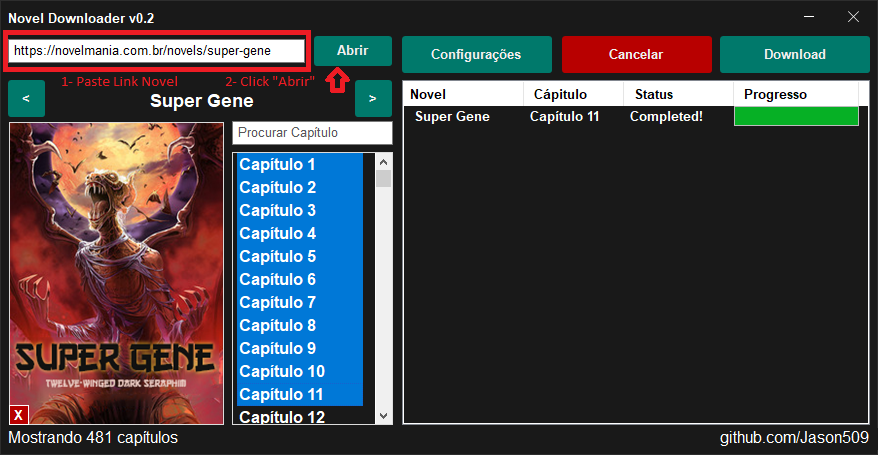 Novel Downloader v0.2
https://novelmania.com.br/novels/super-gene
Abrir
Configurações
Cancelar
Download
1- Paste Link Novel
2- Click "Abrir"
<
Super Gene
>
Procurar Capítulo
Capítulo 1
Capítulo 2
Capítulo 3
Capítulo 4
Capítulo 5
Capítulo 6
Capítulo 7
Capítulo 8
Capítulo 9
Capítulo 10
Capítulo 11
Capítulo 12
SUPER GENE
TWELVE-WINGED DARK SERAPHIM
X
Novel Cápitulo Status Progresso
Super Gene Capítulo 11 Completed!
Mostrando 481 capítulos
github.com/Jason509